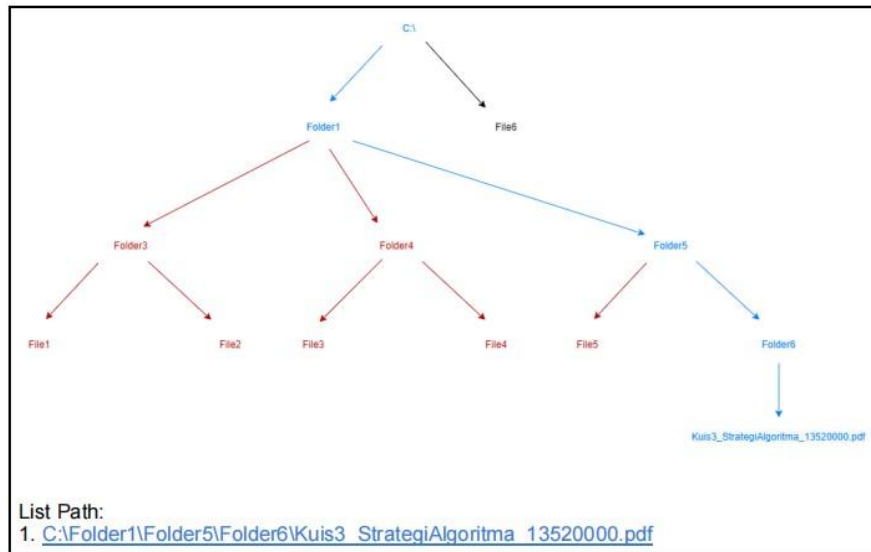 C:\
Folder1
File6
Folder3
Folder4
Folder5
File1
File2
File3
File4
File5
Folder6
Kuis3_StrategiAlgoritma_13520000.pdf
List Path:
1. C:\Folder1\Folder5\Folder6\Kuis3_StrategiAlgoritma_13520000.pdf